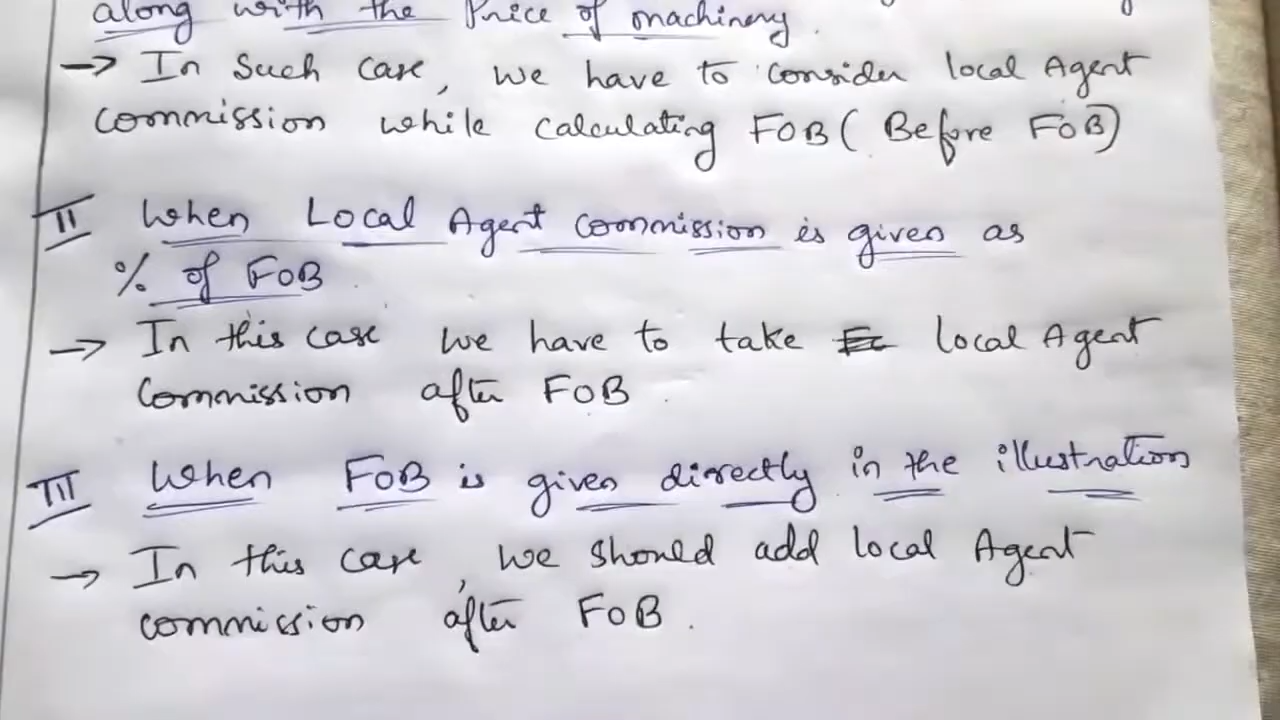 along with the Price of machinery.
→ In Such case, we have to consider local Agent
commission while calculating FOB ( Before FOB)
II When Local Agent commission is given as
% of FOB.
→ In this case we have to take local Agent
Commission after FOB.
III When FOB is given directly in the illustration
→ In this case, we should add local Agent
commission after FOB.